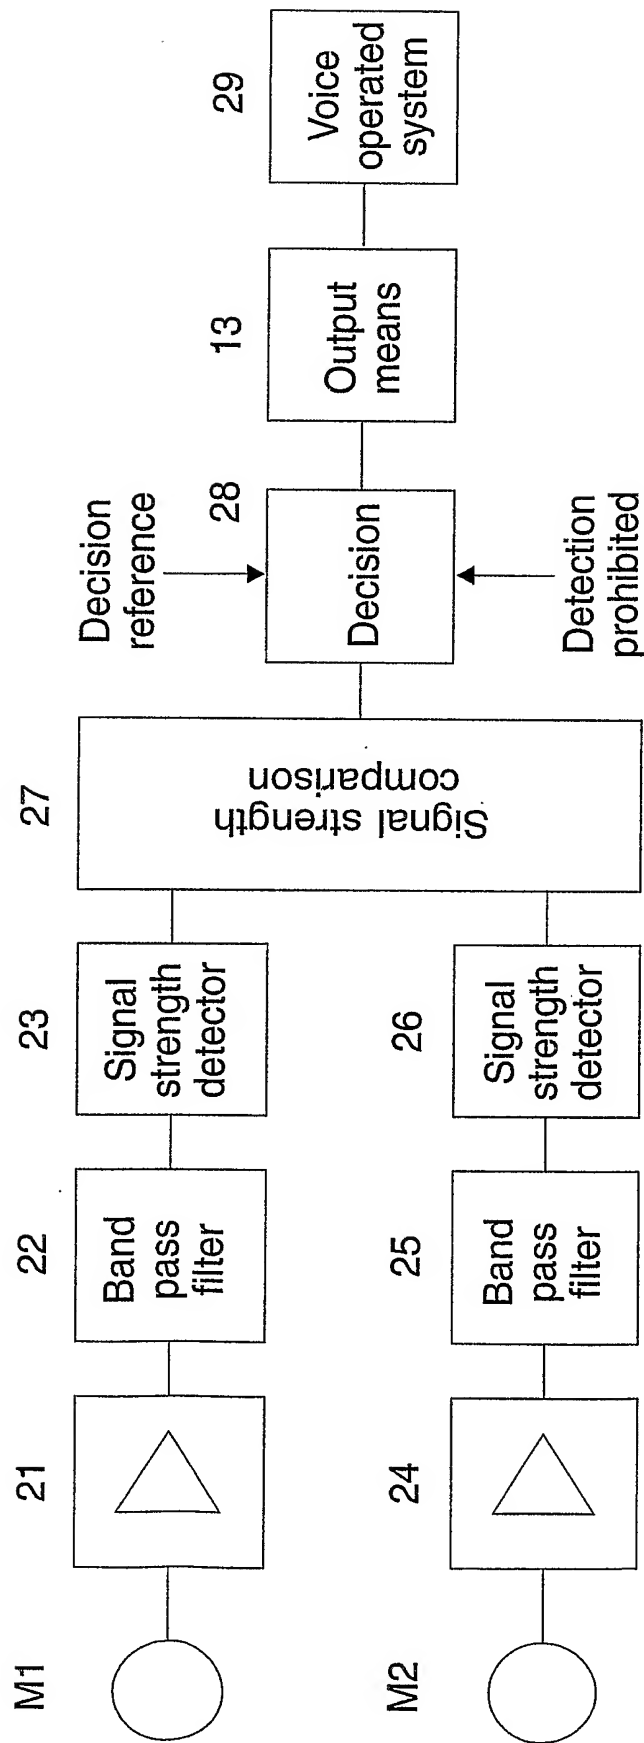 M1
21
22
Band
pass
filter
23
Signal
strength
detector
M2
24
25
Band
pass
filter
26
Signal
strength
detector
27
Signal strength
comparison
Decision
reference
28
Decision
Detection
prohibited
13
Output
means
29
Voice
operated
system